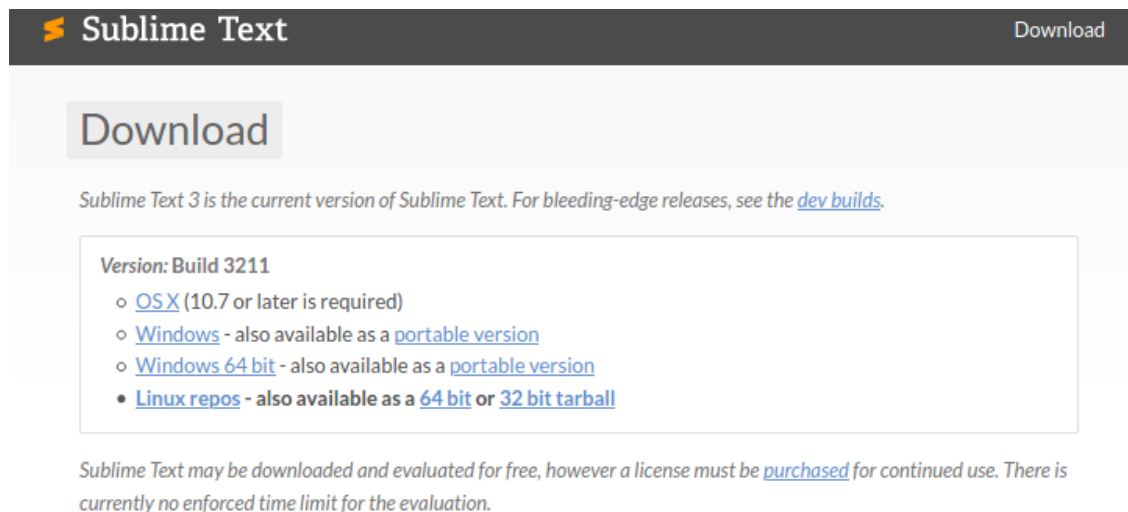 Sublime Text
Download
Download
Sublime Text 3 is the current version of Sublime Text. For bleeding-edge releases, see the dev builds.
Version: Build 3211
OS X (10.7 or later is required)
Windows - also available as a portable version
Windows 64 bit - also available as a portable version
Linux repos - also available as a 64 bit or 32 bit tarball
Sublime Text may be downloaded and evaluated for free, however a license must be purchased for continued use. There is
currently no enforced time limit for the evaluation.